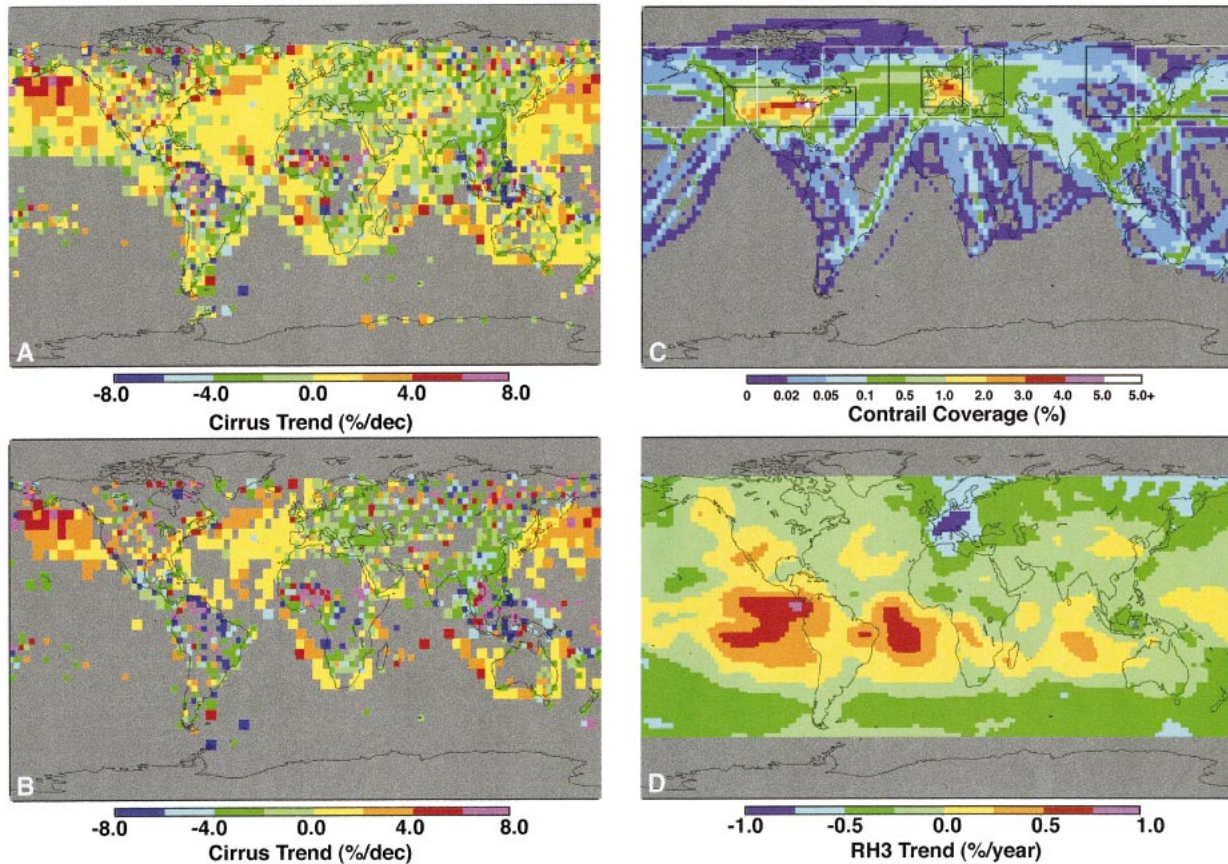 A
-8.0 -4.0 0.0 4.0 8.0
Cirrus Trend (%/dec)
C
0 0.02 0.05 0.1 0.5 1.0 2.0 3.0 4.0 5.0 5.0+
Contrail Coverage (%)
B
-8.0 -4.0 0.0 4.0 8.0
Cirrus Trend (%/dec)
D
-1.0 -0.5 0.0 0.5 1.0
RH3 Trend (%/year)